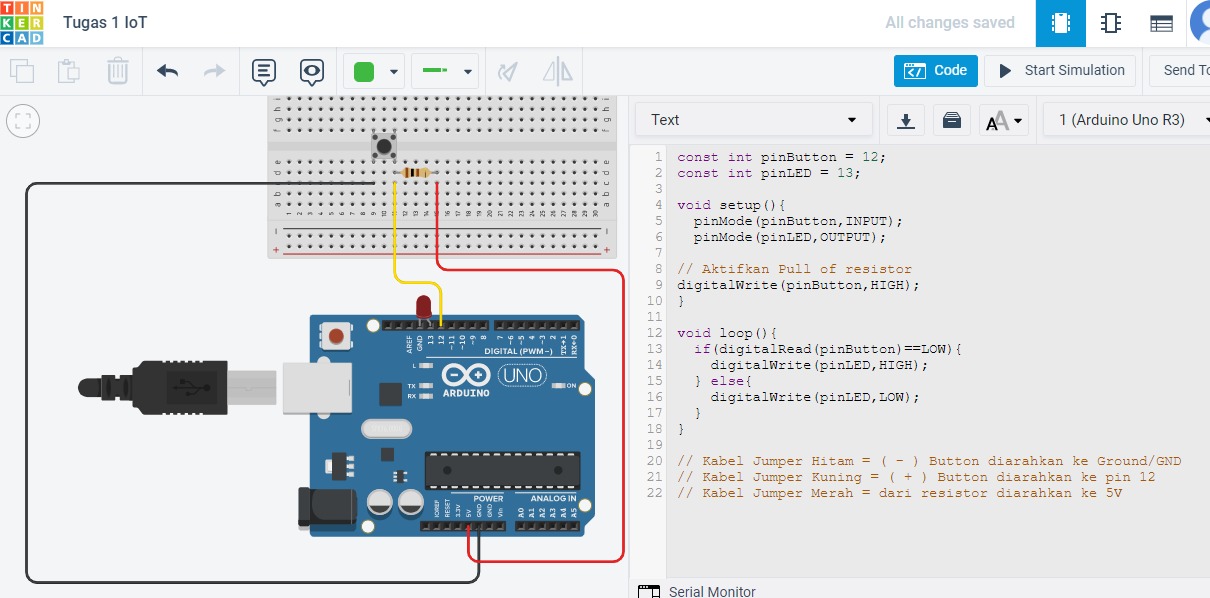 TIN
KER
CAD
Tugas 1 IoT
All changes saved
Code
Start Simulation
Send To
Text
1 (Arduino Uno R3)
1 const int pinButton = 12;
2 const int pinLED = 13;
3
4 void setup(){
5 pinMode(pinButton,INPUT);
6 pinMode(pinLED,OUTPUT);
7
8 // Aktifkan Pull of resistor
9 digitalWrite(pinButton,HIGH);
10 }
11
12 void loop(){
13 if(digitalRead(pinButton)==LOW){
14 digitalWrite(pinLED,HIGH);
15 } else{
16 digitalWrite(pinLED,LOW);
17 }
18 }
19
20 // Kabel Jumper Hitam = ( - ) Button diarahkan ke Ground/GND
21 // Kabel Jumper Kuning = ( + ) Button diarahkan ke pin 12
22 // Kabel Jumper Merah = dari resistor diarahkan ke 5V
Serial Monitor
AREF
GND
13
12
~11
~10
~9
8
7
~6
~5
4
~3
2
TX→1
RX←0
DIGITAL (PWM~)
L
TX
RX
UNO
ON
ARDUINO
POWER
ANALOG IN
IOREF
RESET
3.3V
5V
GND
GND
Vin
A0
A1
A2
A3
A4
A5